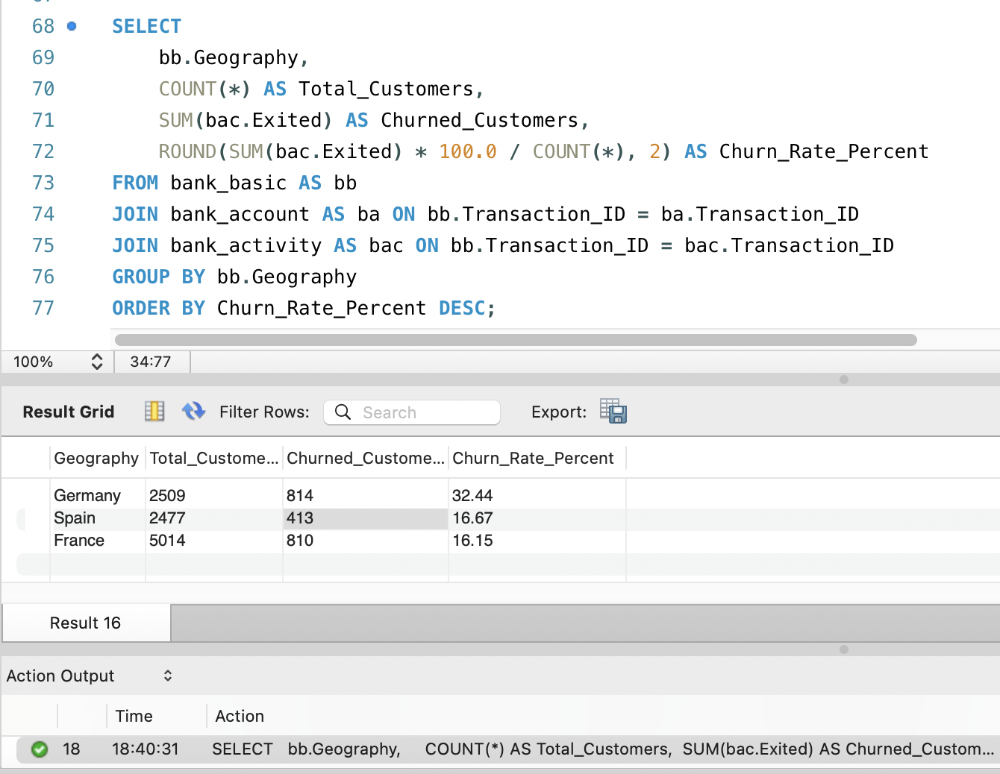 68 SELECT
69 bb.Geography,
70 COUNT(*) AS Total_Customers,
71 SUM(bac.Exited) AS Churned_Customers,
72 ROUND(SUM(bac.Exited) * 100.0 / COUNT(*), 2) AS Churn_Rate_Percent
73 FROM bank_basic AS bb
74 JOIN bank_account AS ba ON bb.Transaction_ID = ba.Transaction_ID
75 JOIN bank_activity AS bac ON bb.Transaction_ID = bac.Transaction_ID
76 GROUP BY bb.Geography
77 ORDER BY Churn_Rate_Percent DESC;
100% 34:77
Result Grid Filter Rows: Search Export:
Geography Total_Custome... Churned_Custome... Churn_Rate_Percent
Germany 2509 814 32.44
Spain 2477 413 16.67
France 5014 810 16.15
Result 16
Action Output
Time Action
18 18:40:31 SELECT bb.Geography, COUNT(*) AS Total_Customers, SUM(bac.Exited) AS Churned_Custom...